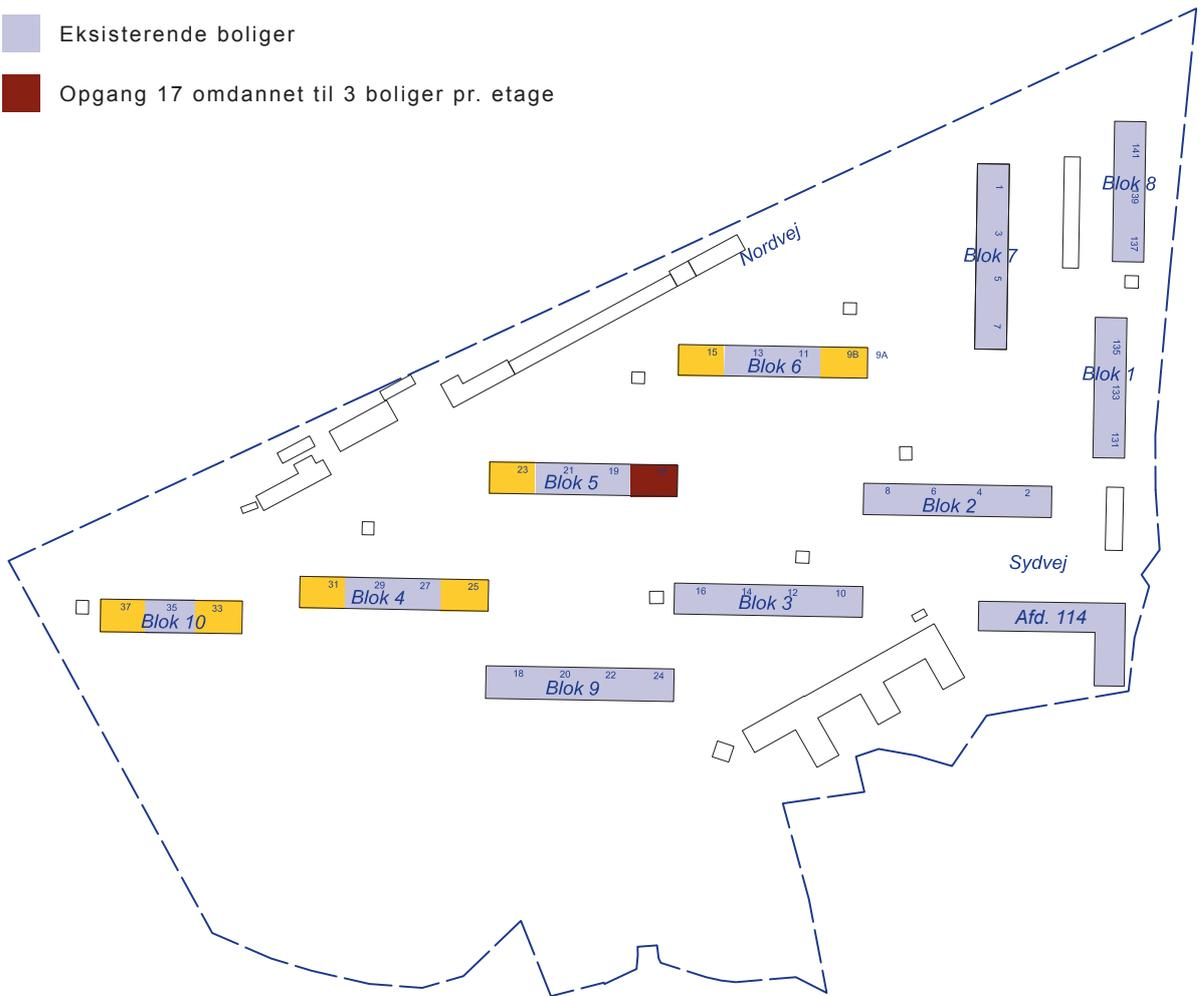 Eksisterende boliger
Opgang 17 omdannet til 3 boliger pr. etage
141
Blok 8
139
137
1
3
Blok 7
5
7
Nordvej
135
Blok 1
133
131
15
13
11
9B
9A
Blok 6
23
21
19
Blok 5
8
6
4
2
Blok 2
Sydvej
31
29
27
25
Blok 4
16
14
12
10
Blok 3
37
35
33
Blok 10
Afd. 114
18
20
22
24
Blok 9